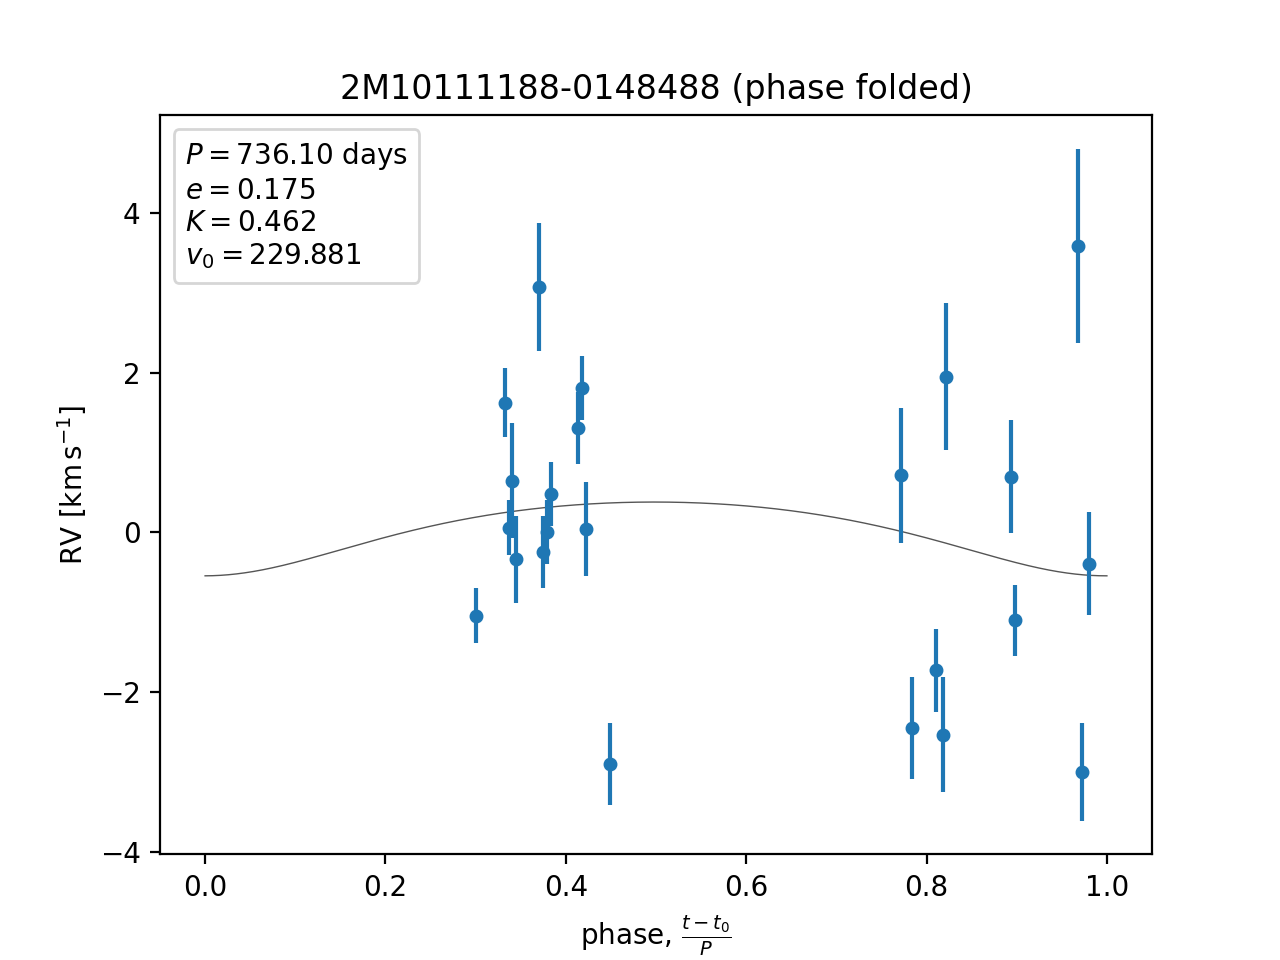 2M10111188-0148488 (phase folded)
P = 736.10 days
e = 0.175
K = 0.462
v₀ = 229.881
4
2
0
−2
−4
RV [km s⁻¹]
0.0 0.2 0.4 0.6 0.8 1.0
phase, (t − t₀)/P